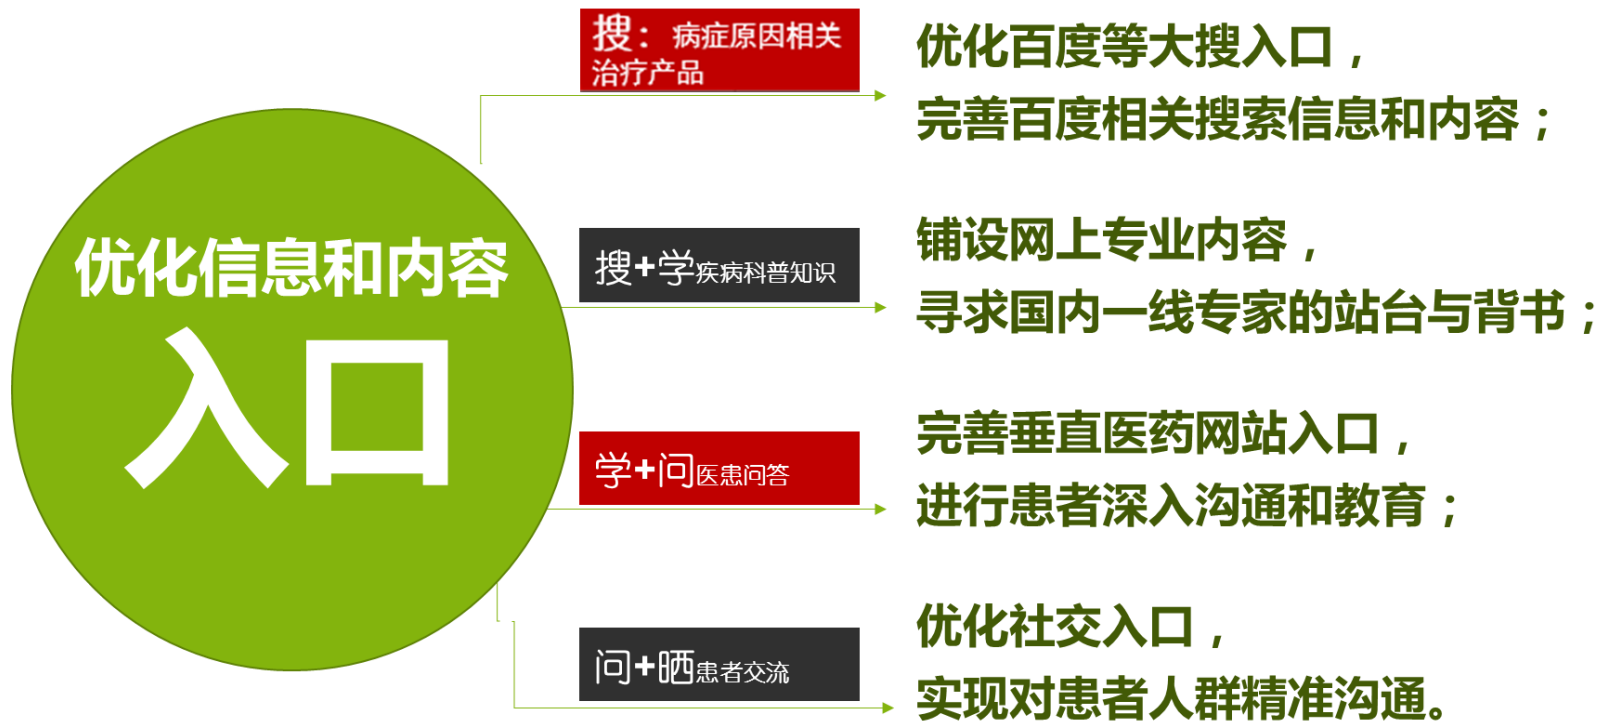 优化信息和内容
入口
搜：病症原因相关
治疗产品
优化百度等大搜入口，
完善百度相关搜索信息和内容；
搜+学疾病科普知识
铺设网上专业内容，
寻求国内一线专家的站台与背书；
学+问医患问答
完善垂直医药网站入口，
进行患者深入沟通和教育；
问+晒患者交流
优化社交入口，
实现对患者人群精准沟通。